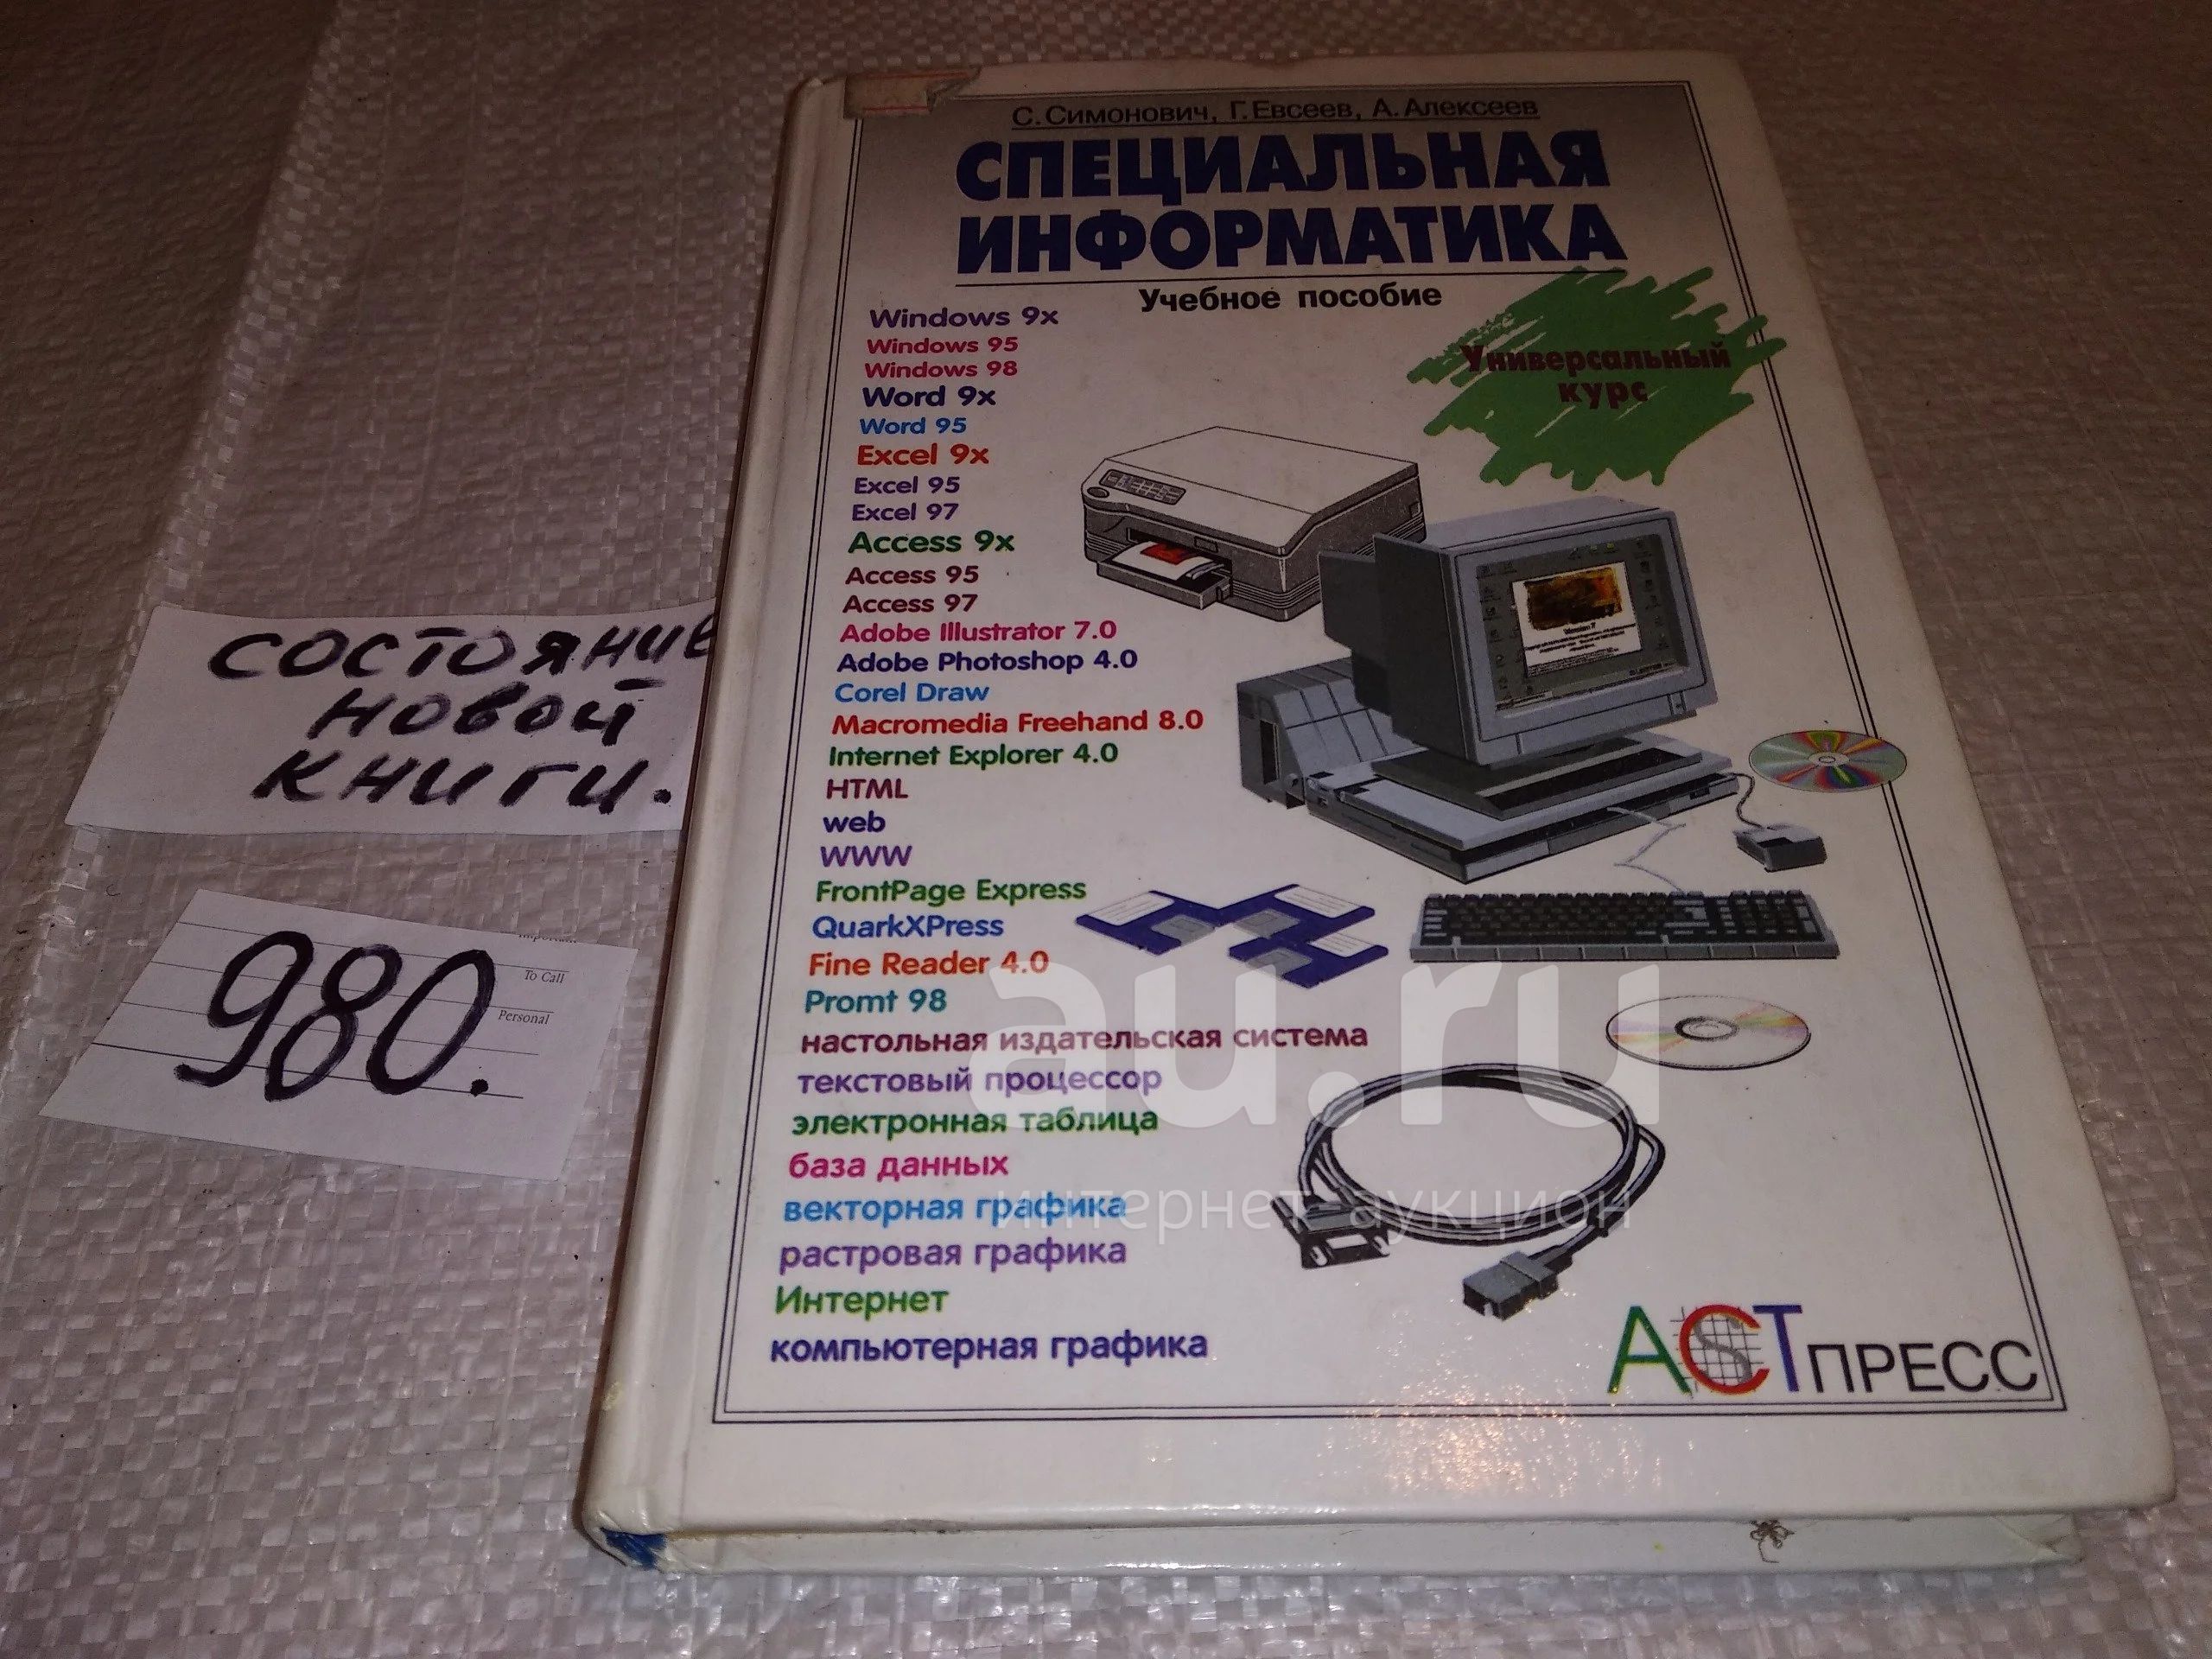 С. Симонович, Г. Евсеев, А. Алексеев
СПЕЦИАЛЬНАЯ
ИНФОРМАТИКА
Учебное пособие
Универсальный
курс
Windows 9x
Windows 95
Windows 98
Word 9x
Word 95
Excel 9x
Excel 95
Excel 97
Access 9x
Access 95
Access 97
Adobe Illustrator 7.0
Adobe Photoshop 4.0
Corel Draw
Macromedia Freehand 8.0
Internet Explorer 4.0
HTML
web
WWW
FrontPage Express
QuarkXPress
Fine Reader 4.0
Promt 98
настольная издательская система
текстовый процессор
электронная таблица
база данных
векторная графика
растровая графика
Интернет
компьютерная графика
АСТ ПРЕСС
состояние
новой
книги.
980.
Important
To Call
Personal
au.ru
интернет-аукцион